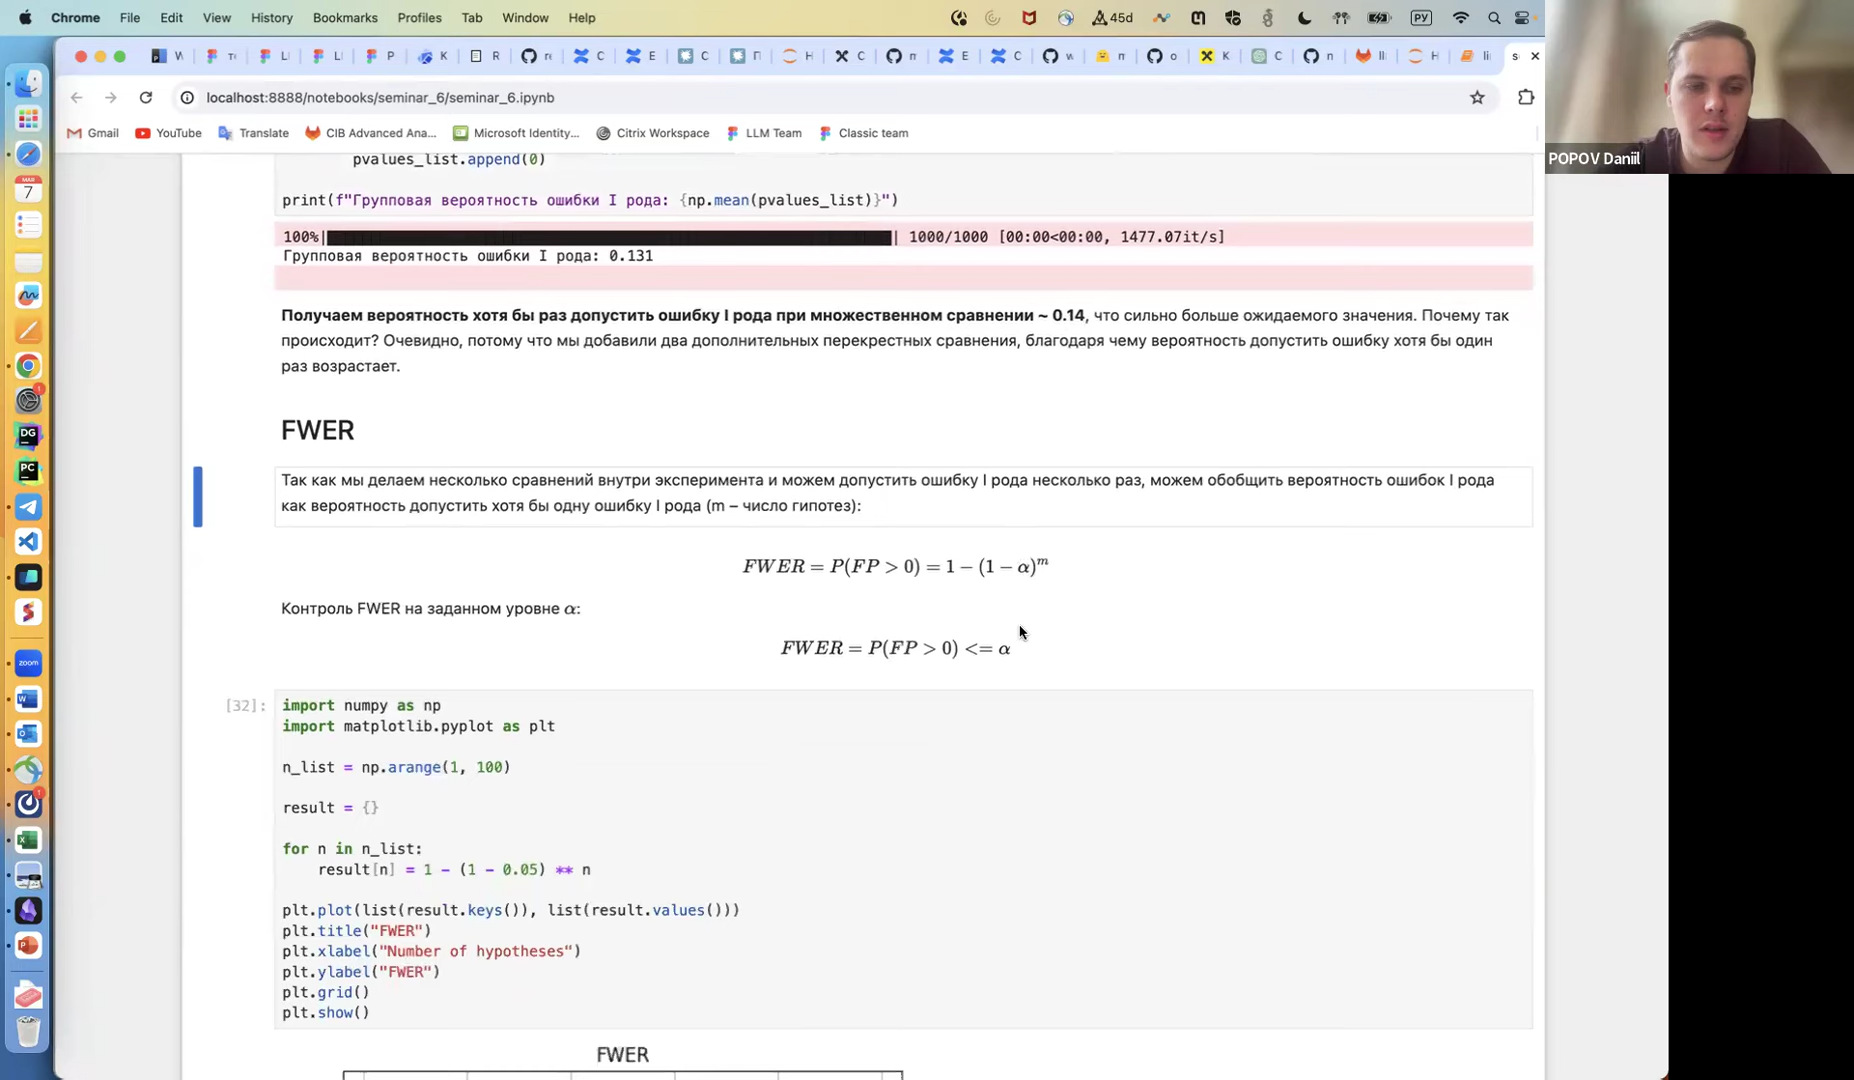 Chrome File Edit View History Bookmarks Profiles Tab Window Help 45d РУ
localhost:8888/notebooks/seminar_6/seminar_6.ipynb
Gmail YouTube Translate CIB Advanced Ana... Microsoft Identity... Citrix Workspace LLM Team Classic team
POPOV Daniil
pvalues_list.append(0)
print(f"Групповая вероятность ошибки I рода: {np.mean(pvalues_list)}")
100%| | 1000/1000 [00:00<00:00, 1477.07it/s]
Групповая вероятность ошибки I рода: 0.131
Получаем вероятность хотя бы раз допустить ошибку I рода при множественном сравнении ~ 0.14, что сильно больше ожидаемого значения. Почему так
происходит? Очевидно, потому что мы добавили два дополнительных перекрестных сравнения, благодаря чему вероятность допустить ошибку хотя бы один
раз возрастает.
FWER
Так как мы делаем несколько сравнений внутри эксперимента и можем допустить ошибку I рода несколько раз, можем обобщить вероятность ошибок I рода
как вероятность допустить хотя бы одну ошибку I рода (m – число гипотез):
FWER = P(FP > 0) = 1 − (1 − α)^m
Контроль FWER на заданном уровне α:
FWER = P(FP > 0) <= α
[32]:
import numpy as np
import matplotlib.pyplot as plt
n_list = np.arange(1, 100)
result = {}
for n in n_list:
result[n] = 1 - (1 - 0.05) ** n
plt.plot(list(result.keys()), list(result.values()))
plt.title("FWER")
plt.xlabel("Number of hypotheses")
plt.ylabel("FWER")
plt.grid()
plt.show()
FWER